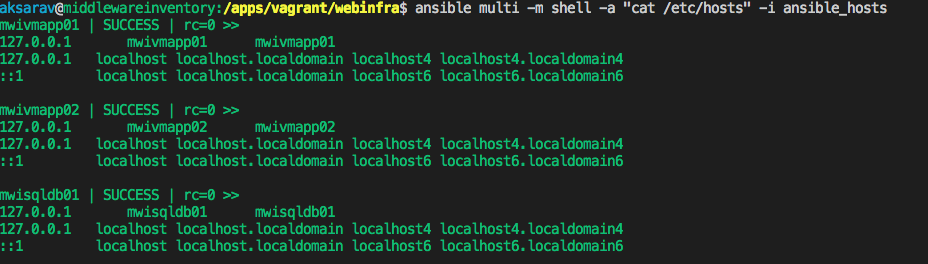 aksarav@middlewareinventory:/apps/vagrant/webinfra$ ansible multi -m shell -a "cat /etc/hosts" -i ansible_hosts
mwivmapp01 | SUCCESS | rc=0 >>
127.0.0.1 mwivmapp01 mwivmapp01
127.0.0.1 localhost localhost.localdomain localhost4 localhost4.localdomain4
::1 localhost localhost.localdomain localhost6 localhost6.localdomain6
mwivmapp02 | SUCCESS | rc=0 >>
127.0.0.1 mwivmapp02 mwivmapp02
127.0.0.1 localhost localhost.localdomain localhost4 localhost4.localdomain4
::1 localhost localhost.localdomain localhost6 localhost6.localdomain6
mwisqldb01 | SUCCESS | rc=0 >>
127.0.0.1 mwisqldb01 mwisqldb01
127.0.0.1 localhost localhost.localdomain localhost4 localhost4.localdomain4
::1 localhost localhost.localdomain localhost6 localhost6.localdomain6